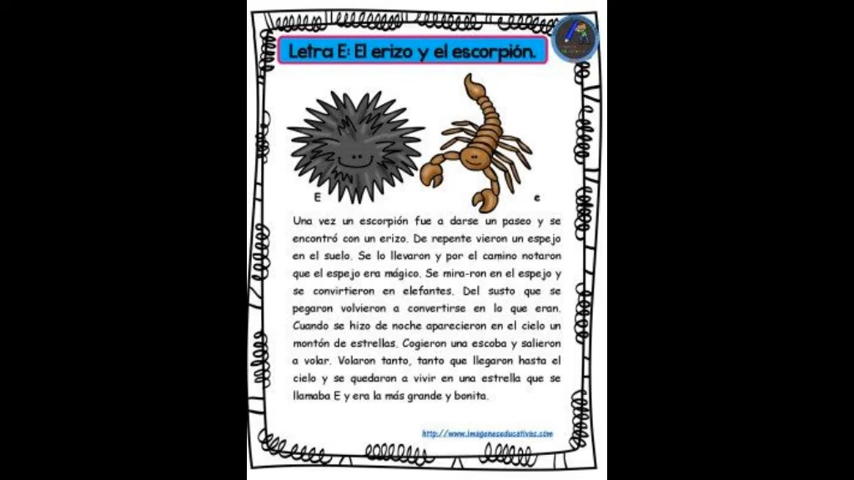 Letra E: El erizo y el escorpión.
E
e
Una vez un escorpión fue a darse un paseo y se
encontró con un erizo. De repente vieron un espejo
en el suelo. Se lo llevaron y por el camino notaron
que el espejo era mágico. Se mira-ron en el espejo y
se convirtieron en elefantes. Del susto que se
pegaron volvieron a convertirse en lo que eran.
Cuando se hizo de noche aparecieron en el cielo un
montón de estrellas. Cogieron una escoba y salieron
a volar. Volaron tanto, tanto que llegaron hasta el
cielo y se quedaron a vivir en una estrella que se
llamaba E y era la más grande y bonita.
http://www.imageneseducativas.com